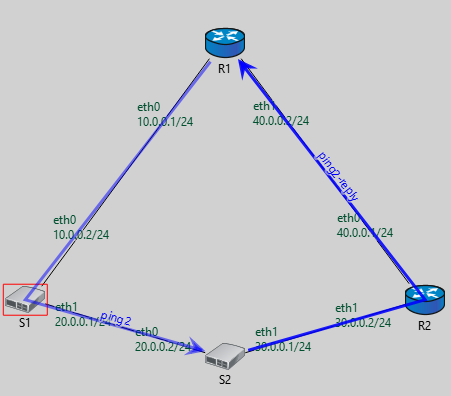 R1
eth0
10.0.0.1/24
eth1
40.0.0.2/24
ping2-reply
eth0
10.0.0.2/24
eth0
40.0.0.1/24
S1
eth1
20.0.0.1/24
ping2
eth0
20.0.0.2/24
eth1
30.0.0.1/24
eth1
30.0.0.2/24
R2
S2